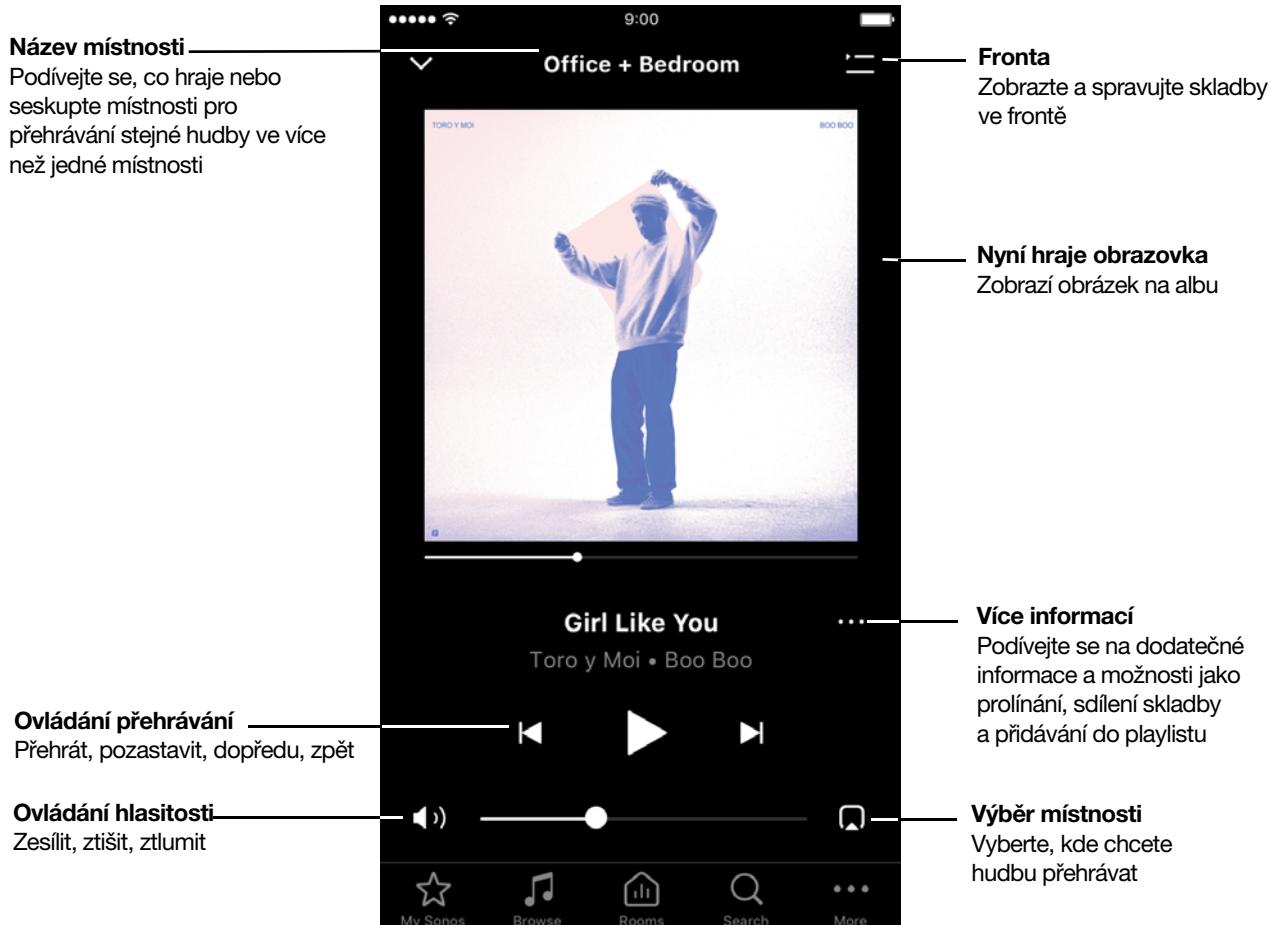 9:00
Název místnosti
Podívejte se, co hraje nebo
seskupte místnosti pro
přehrávání stejné hudby ve více
než jedné místnosti
Office + Bedroom
Fronta
Zobrazte a spravujte skladby
ve frontě
TORO Y MOI
BOO BOO
Nyní hraje obrazovka
Zobrazí obrázek na albu
Girl Like You
Toro y Moi • Boo Boo
Více informací
Podívejte se na dodatečné
informace a možnosti jako
prolínání, sdílení skladby
a přidávání do playlistu
Ovládání přehrávání
Přehrát, pozastavit, dopředu, zpět
Ovládání hlasitosti
Zesílit, ztišit, ztlumit
Výběr místnosti
Vyberte, kde chcete
hudbu přehrávat
My Sonos
Browse
Rooms
Search
More